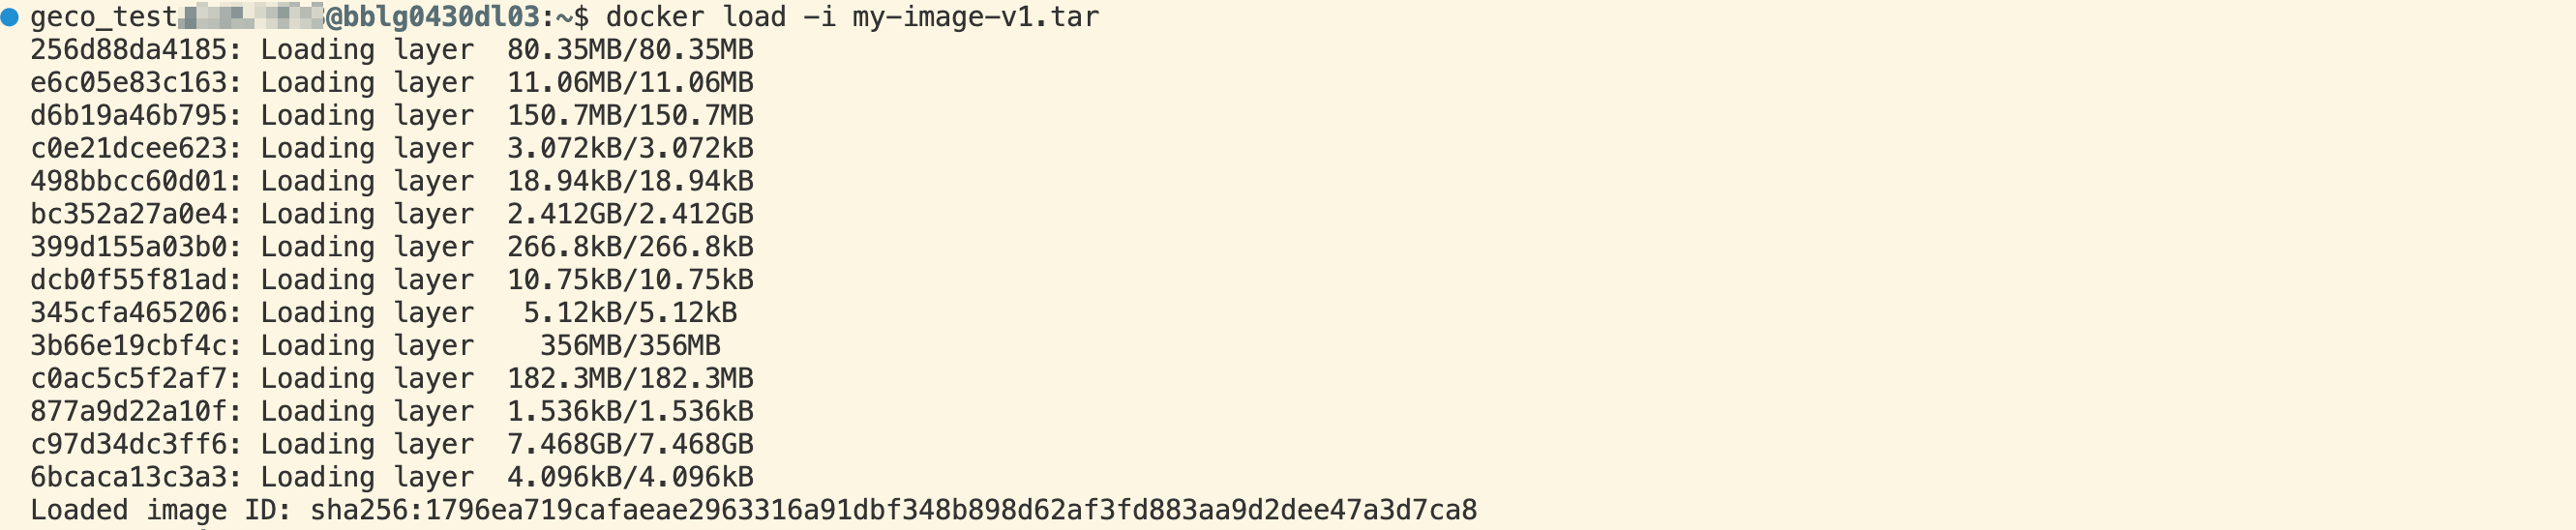 geco_test@bblg0430dl03:~$ docker load -i my-image-v1.tar
256d88da4185: Loading layer  80.35MB/80.35MB
e6c05e83c163: Loading layer  11.06MB/11.06MB
d6b19a46b795: Loading layer  150.7MB/150.7MB
c0e21dcee623: Loading layer  3.072kB/3.072kB
498bbcc60d01: Loading layer  18.94kB/18.94kB
bc352a27a0e4: Loading layer  2.412GB/2.412GB
399d155a03b0: Loading layer  266.8kB/266.8kB
dcb0f55f81ad: Loading layer  10.75kB/10.75kB
345cfa465206: Loading layer   5.12kB/5.12kB
3b66e19cbf4c: Loading layer    356MB/356MB
c0ac5c5f2af7: Loading layer  182.3MB/182.3MB
877a9d22a10f: Loading layer  1.536kB/1.536kB
c97d34dc3ff6: Loading layer  7.468GB/7.468GB
6bcaca13c3a3: Loading layer  4.096kB/4.096kB
Loaded image ID: sha256:1796ea719cafaeae2963316a91dbf348b898d62af3fd883aa9d2dee47a3d7ca8